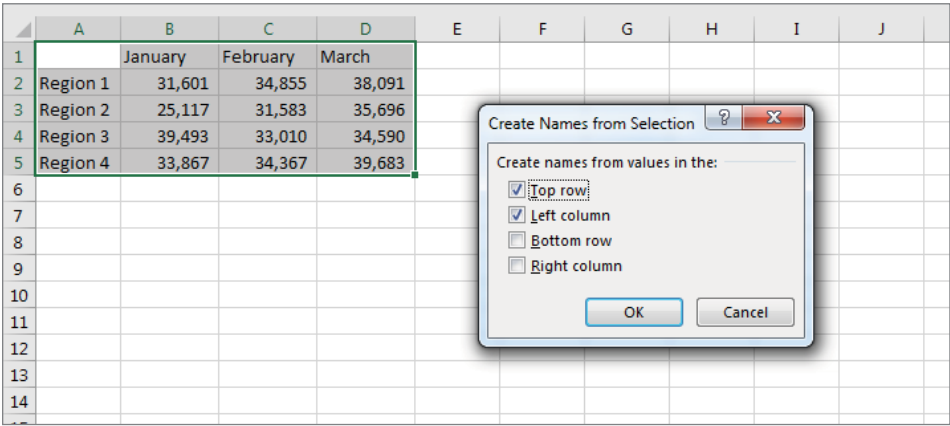 A B C D E F G H I J
1 January February March
2 Region 1 31,601 34,855 38,091
3 Region 2 25,117 31,583 35,696
4 Region 3 39,493 33,010 34,590
5 Region 4 33,867 34,367 39,683
6
7
8
9
10
11
12
13
14
Create Names from Selection ?
Create names from values in the:
Top row
Left column
Bottom row
Right column
OK Cancel